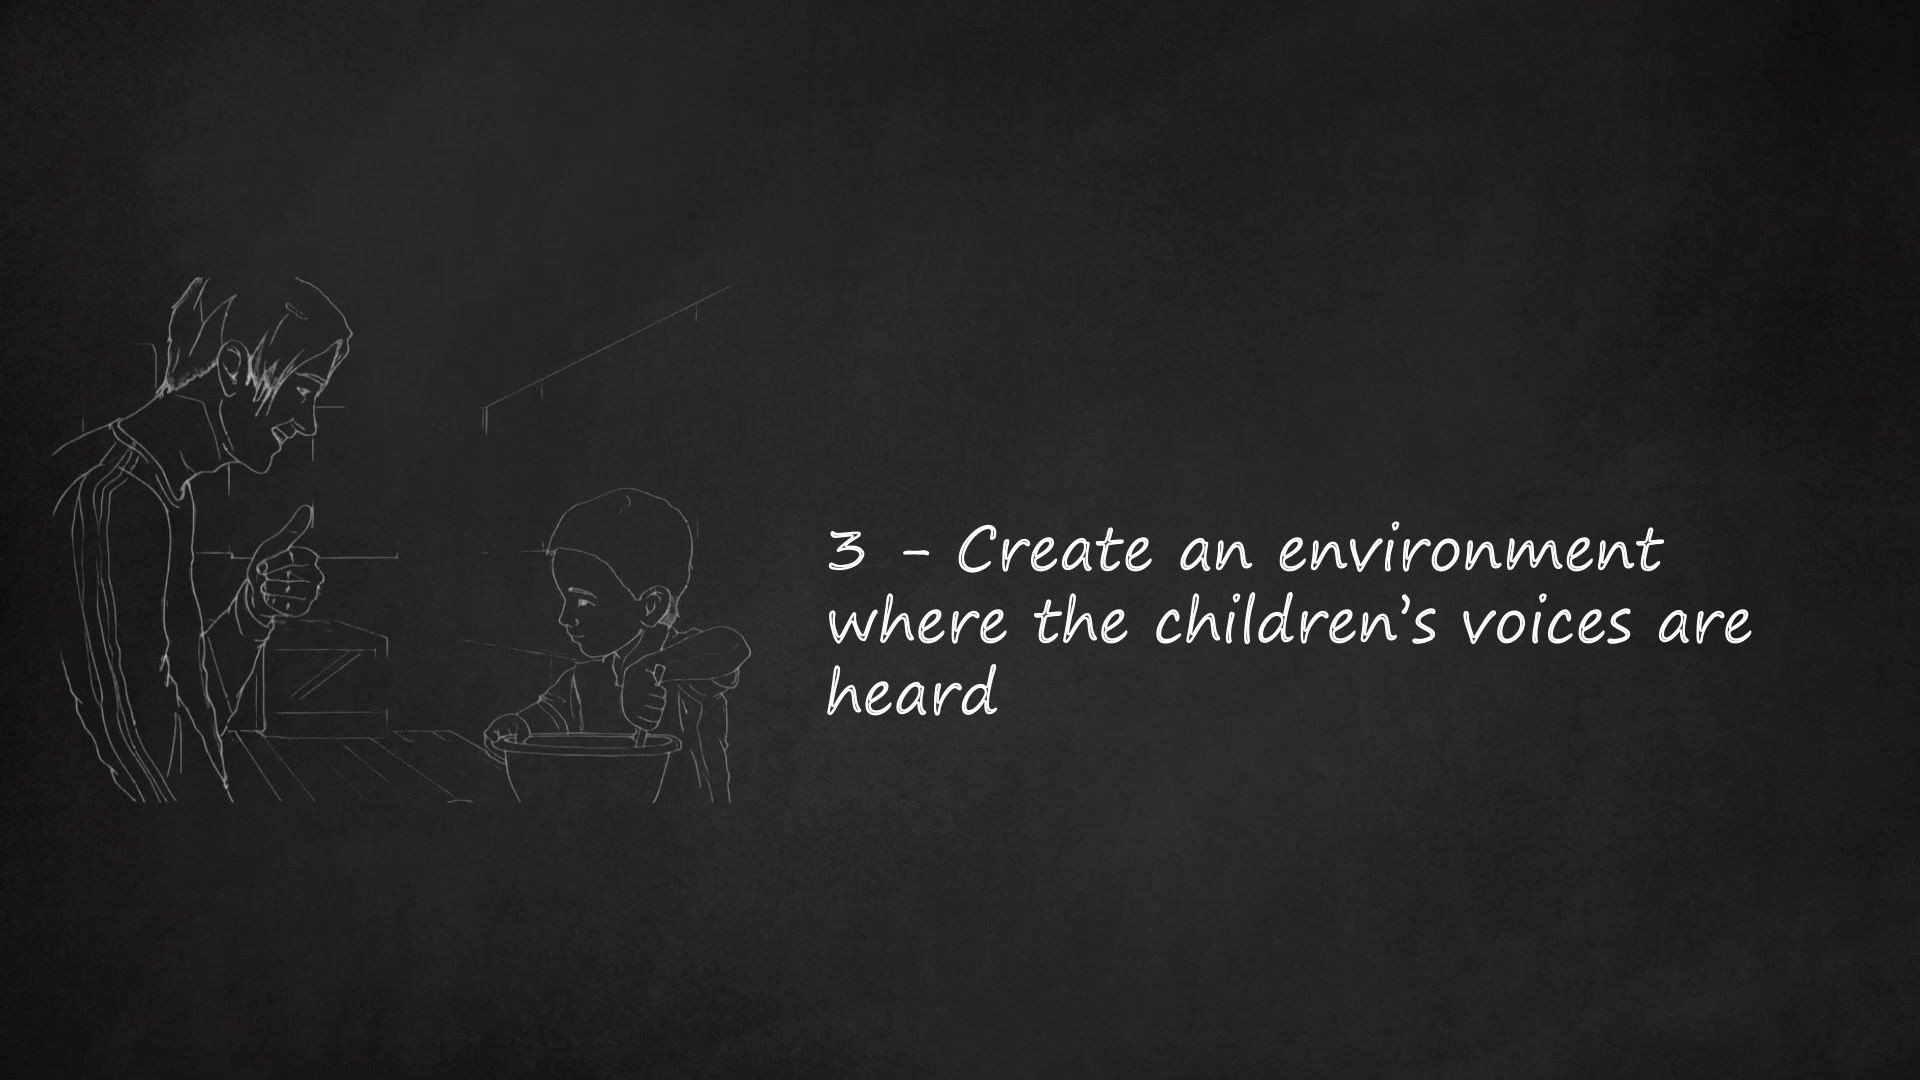 3 - Create an environment
where the children’s voices are
heard